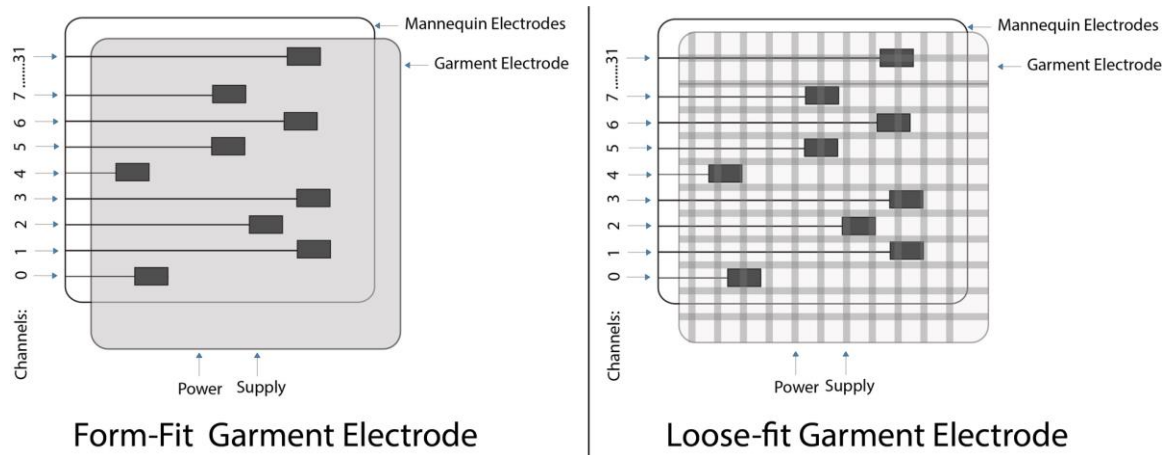 Mannequin Electrodes
Garment Electrode
Channels: 0 1 2 3 4 5 6 7 ........31
Power Supply
Form-Fit Garment Electrode
Mannequin Electrodes
Garment Electrode
Channels: 0 1 2 3 4 5 6 7 ......31
Power Supply
Loose-fit Garment Electrode